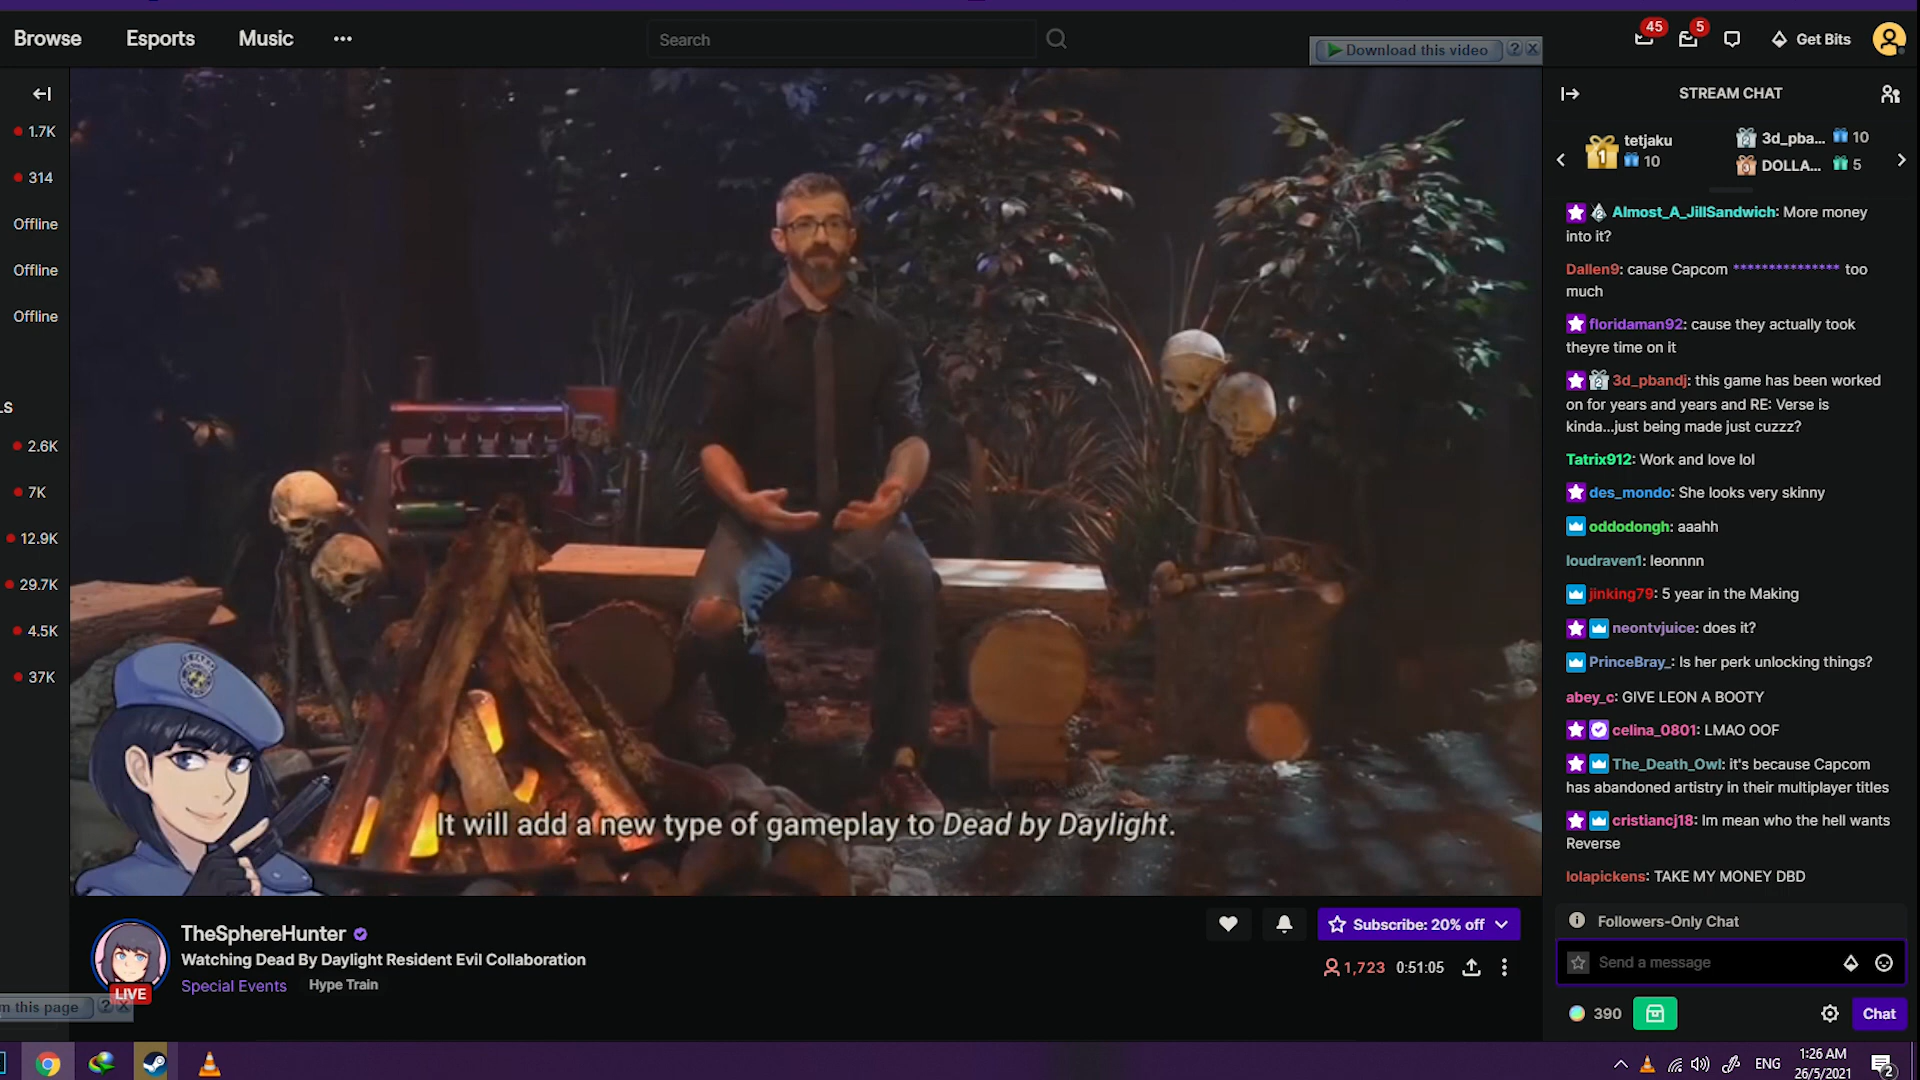 Browse
Esports
Music
Search
Download this video
?
X
45
5
Get Bits
1.7K
314
Offline
Offline
Offline
LS
2.6K
7K
12.9K
29.7K
4.5K
37K
It will add a new type of gameplay to Dead by Daylight.
TheSphereHunter
Watching Dead By Daylight Resident Evil Collaboration
Special Events Hype Train
LIVE
m this page ? X
Subscribe: 20% off
1,723 0:51:05
STREAM CHAT
1 tetjaku
10
2 3d_pba... 10
3 DOLLA... 5
2 Almost_A_JillSandwich: More money
into it?
Dallen9: cause Capcom *************** too
much
floridaman92: cause they actually took
theyre time on it
2 3d_pbandj: this game has been worked
on for years and years and RE: Verse is
kinda...just being made just cuzzz?
Tatrix912: Work and love lol
des_mondo: She looks very skinny
oddodongh: aaahh
loudraven1: leonnnn
jinking79: 5 year in the Making
neontvjuice: does it?
PrinceBray_: Is her perk unlocking things?
abey_c: GIVE LEON A BOOTY
celina_0801: LMAO OOF
The_Death_Owl: it's because Capcom
has abandoned artistry in their multiplayer titles
cristiancj18: Im mean who the hell wants
Reverse
lolapickens: TAKE MY MONEY DBD
Followers-Only Chat
Send a message
390
Chat
ENG
1:26 AM
26/5/2021
2